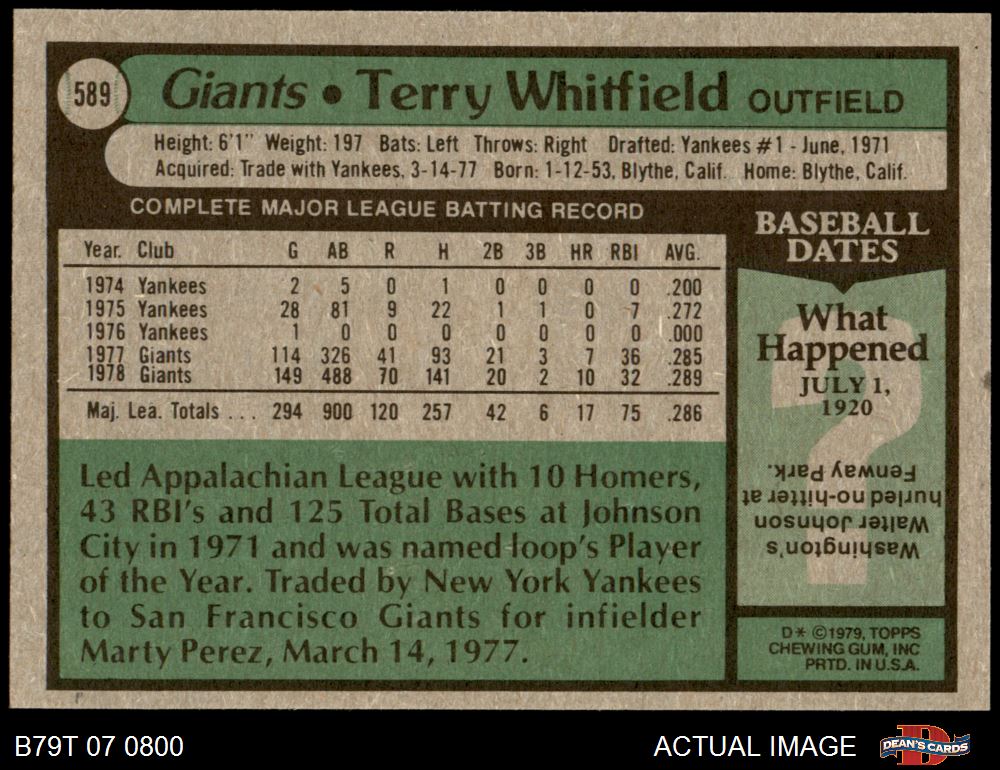 589
Giants • Terry Whitfield OUTFIELD
Height: 6'1" Weight: 197 Bats: Left Throws: Right Drafted: Yankees #1 - June, 1971
Acquired: Trade with Yankees, 3-14-77 Born: 1-12-53, Blythe, Calif. Home: Blythe, Calif.
COMPLETE MAJOR LEAGUE BATTING RECORD
Year. Club G AB R H 2B 3B HR RBI AVG.
1974 Yankees 2 5 0 1 0 0 0 0 .200
1975 Yankees 28 81 9 22 1 1 0 7 .272
1976 Yankees 1 0 0 0 0 0 0 0 .000
1977 Giants 114 326 41 93 21 3 7 36 .285
1978 Giants 149 488 70 141 20 2 10 32 .289
Maj. Lea. Totals . . . 294 900 120 257 42 6 17 75 .286
Led Appalachian League with 10 Homers,
43 RBI's and 125 Total Bases at Johnson
City in 1971 and was named loop's Player
of the Year. Traded by New York Yankees
to San Francisco Giants for infielder
Marty Perez, March 14, 1977.
BASEBALL
DATES
What
Happened
JULY 1,
1920
?
Washington's
Walter Johnson
hurled no-hitter at
Fenway Park.
D* ©1979, TOPPS
CHEWING GUM, INC
PRTD. IN U.S.A.
B79T 07 0800
ACTUAL IMAGE
D
DEAN'S CARDS